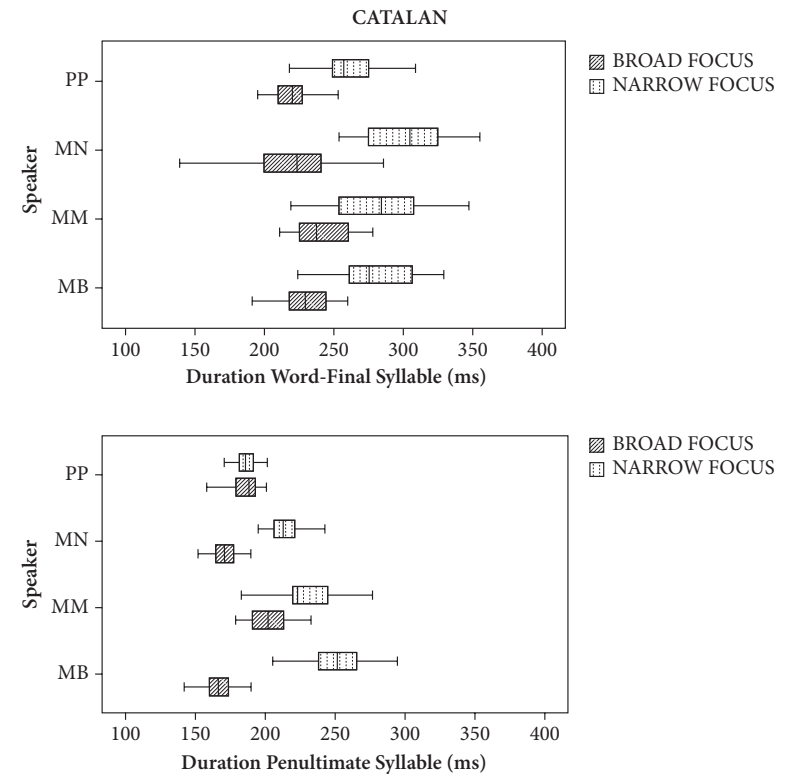 CATALAN
BROAD FOCUS
NARROW FOCUS
Speaker
PP
MN
MM
MB
100 150 200 250 300 350 400
Duration Word-Final Syllable (ms)
BROAD FOCUS
NARROW FOCUS
Speaker
PP
MN
MM
MB
100 150 200 250 300 350 400
Duration Penultimate Syllable (ms)